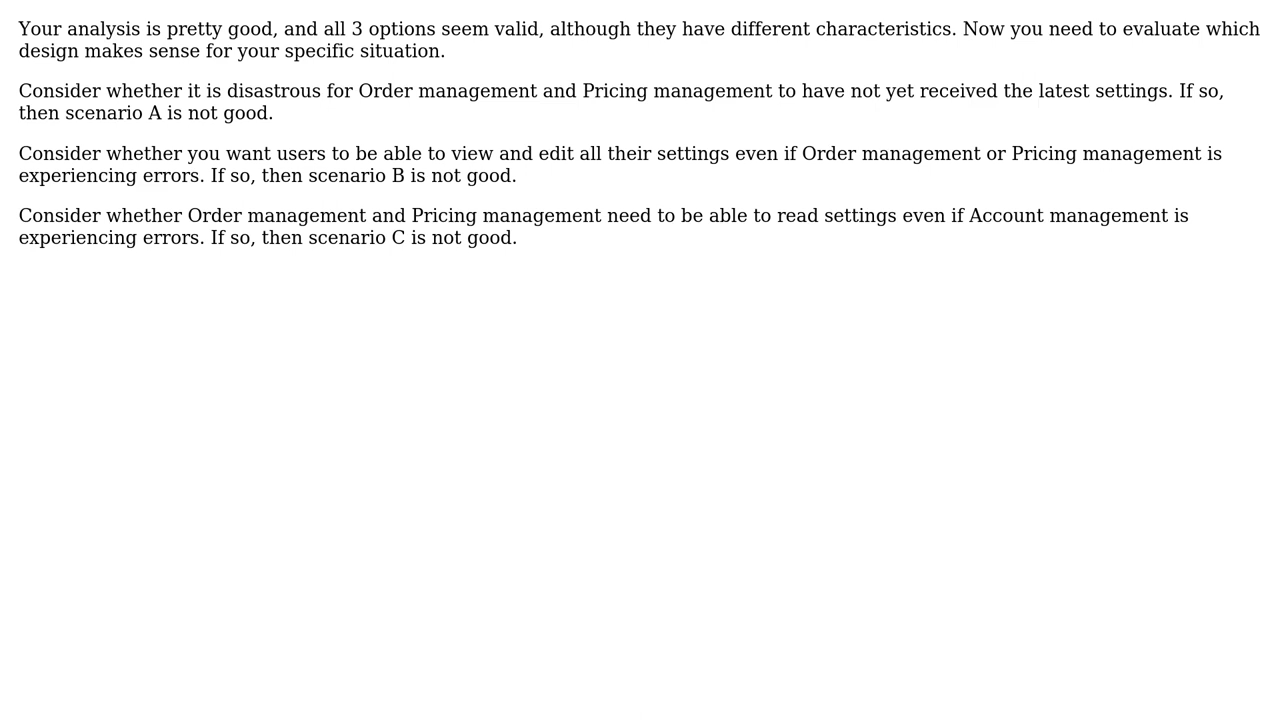 Your analysis is pretty good, and all 3 options seem valid, although they have different characteristics. Now you need to evaluate which
design makes sense for your specific situation.
Consider whether it is disastrous for Order management and Pricing management to have not yet received the latest settings. If so,
then scenario A is not good.
Consider whether you want users to be able to view and edit all their settings even if Order management or Pricing management is
experiencing errors. If so, then scenario B is not good.
Consider whether Order management and Pricing management need to be able to read settings even if Account management is
experiencing errors. If so, then scenario C is not good.